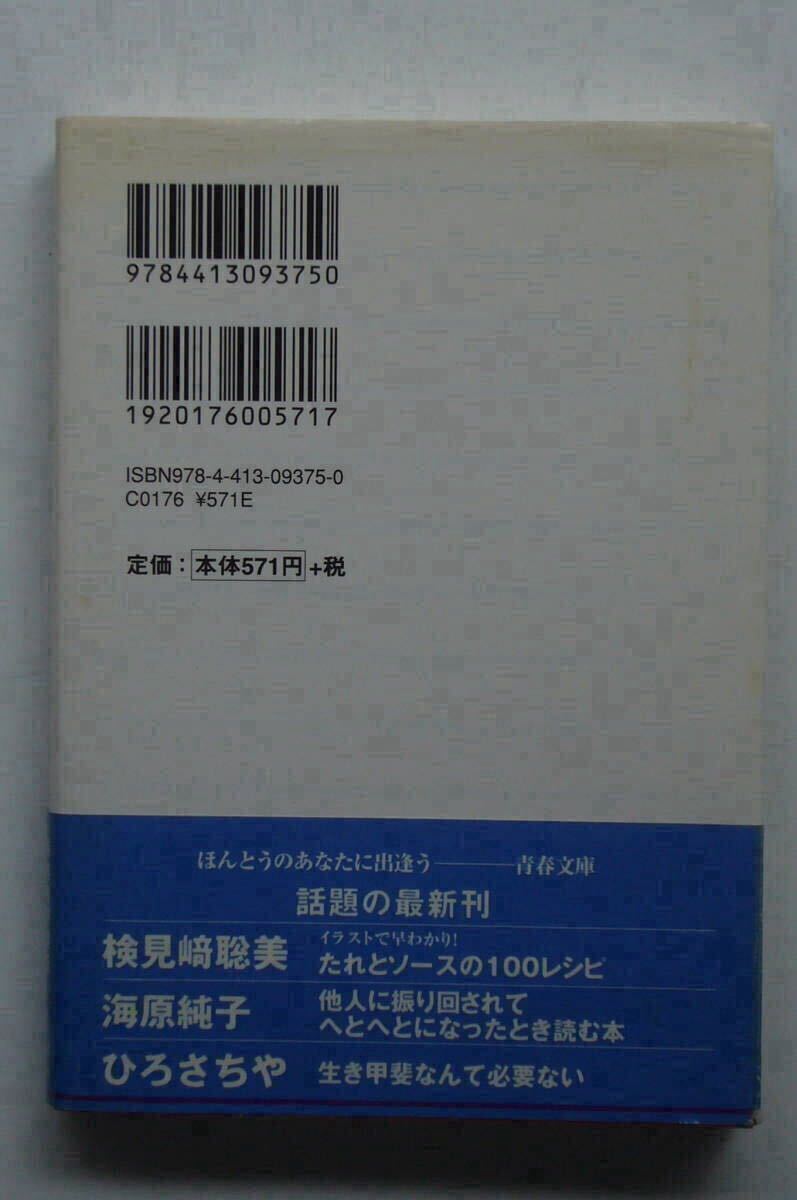 9784413093750
1920176005717
ISBN978-4-413-09375-0
C0176 ¥571E
定価：本体571円+税
ほんとうのあなたに出逢う――青春文庫
話題の最新刊
検見﨑聡美 イラストで早わかり!
たれとソースの100レシピ
海原純子 他人に振り回されて
へとへとになったとき読む本
ひろさちや 生き甲斐なんて必要ない